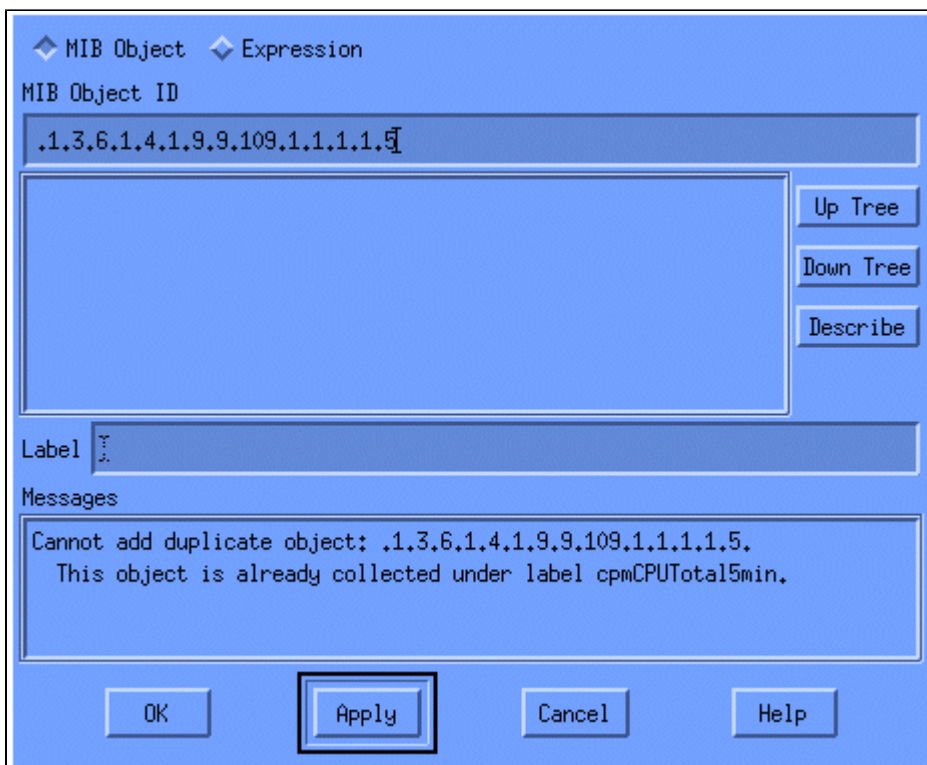 MIB Object Expression
MIB Object ID
.1.3.6.1.4.1.9.9.109.1.1.1.1.5
Up Tree
Down Tree
Describe
Label
Messages
Cannot add duplicate object: .1.3.6.1.4.1.9.9.109.1.1.1.1.5.
This object is already collected under label cpmCPUTotal5min.
OK Apply Cancel Help